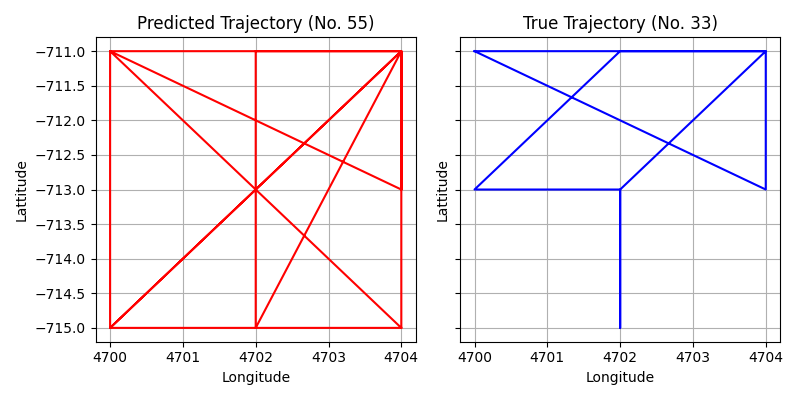 Predicted Trajectory (No. 55)
True Trajectory (No. 33)
−711.0
−711.5
−712.0
−712.5
−713.0
−713.5
−714.0
−714.5
−715.0
Lattitude
Lattitude
4700 4701 4702 4703 4704
4700 4701 4702 4703 4704
Longitude
Longitude